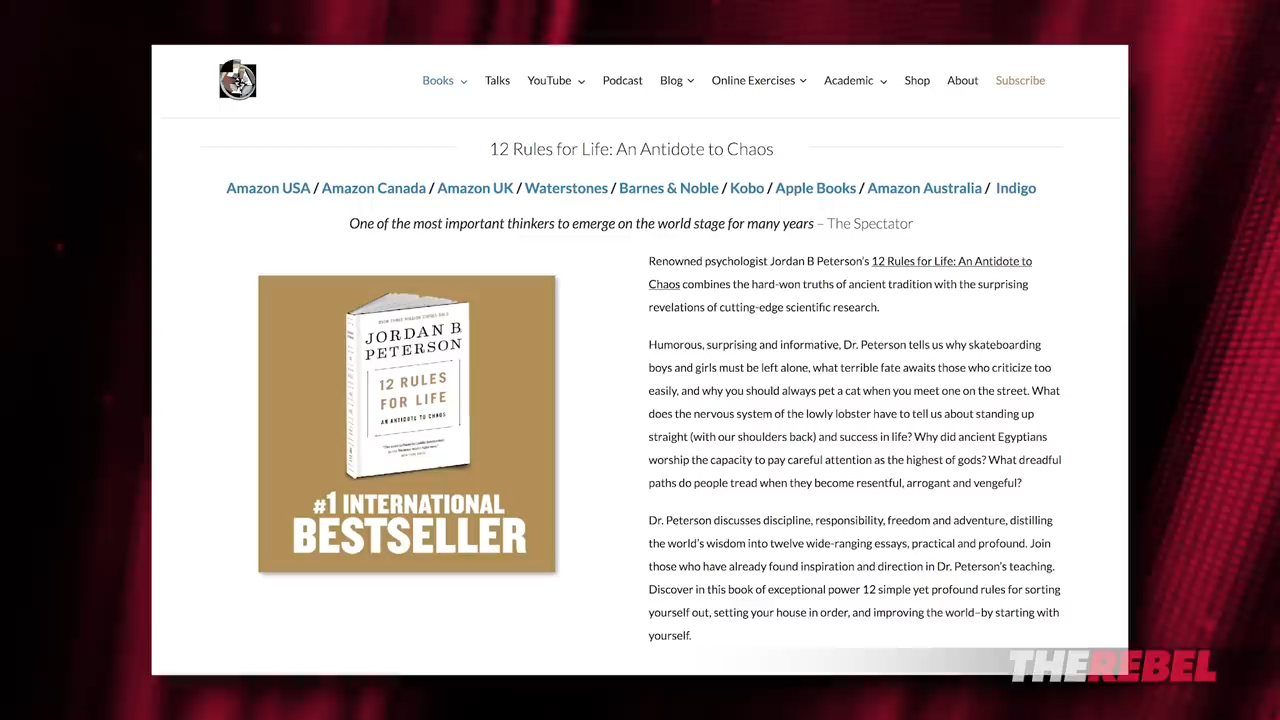 Books Talks YouTube Podcast Blog Online Exercises Academic Shop About Subscribe
12 Rules for Life: An Antidote to Chaos
Amazon USA / Amazon Canada / Amazon UK / Waterstones / Barnes & Noble / Kobo / Apple Books / Amazon Australia / Indigo
One of the most important thinkers to emerge on the world stage for many years – The Spectator
JORDAN B
PETERSON
12 RULES
FOR LIFE
AN ANTIDOTE TO CHAOS
#1 INTERNATIONAL
BESTSELLER
Renowned psychologist Jordan B Peterson's 12 Rules for Life: An Antidote to
Chaos combines the hard-won truths of ancient tradition with the surprising
revelations of cutting-edge scientific research.
Humorous, surprising and informative, Dr. Peterson tells us why skateboarding
boys and girls must be left alone, what terrible fate awaits those who criticize too
easily, and why you should always pet a cat when you meet one on the street. What
does the nervous system of the lowly lobster have to tell us about standing up
straight (with our shoulders back) and success in life? Why did ancient Egyptians
worship the capacity to pay careful attention as the highest of gods? What dreadful
paths do people tread when they become resentful, arrogant and vengeful?
Dr. Peterson discusses discipline, responsibility, freedom and adventure, distilling
the world's wisdom into twelve wide-ranging essays, practical and profound. Join
those who have already found inspiration and direction in Dr. Peterson's teaching.
Discover in this book of exceptional power 12 simple yet profound rules for sorting
yourself out, setting your house in order, and improving the world–by starting with
yourself.
THE REBEL